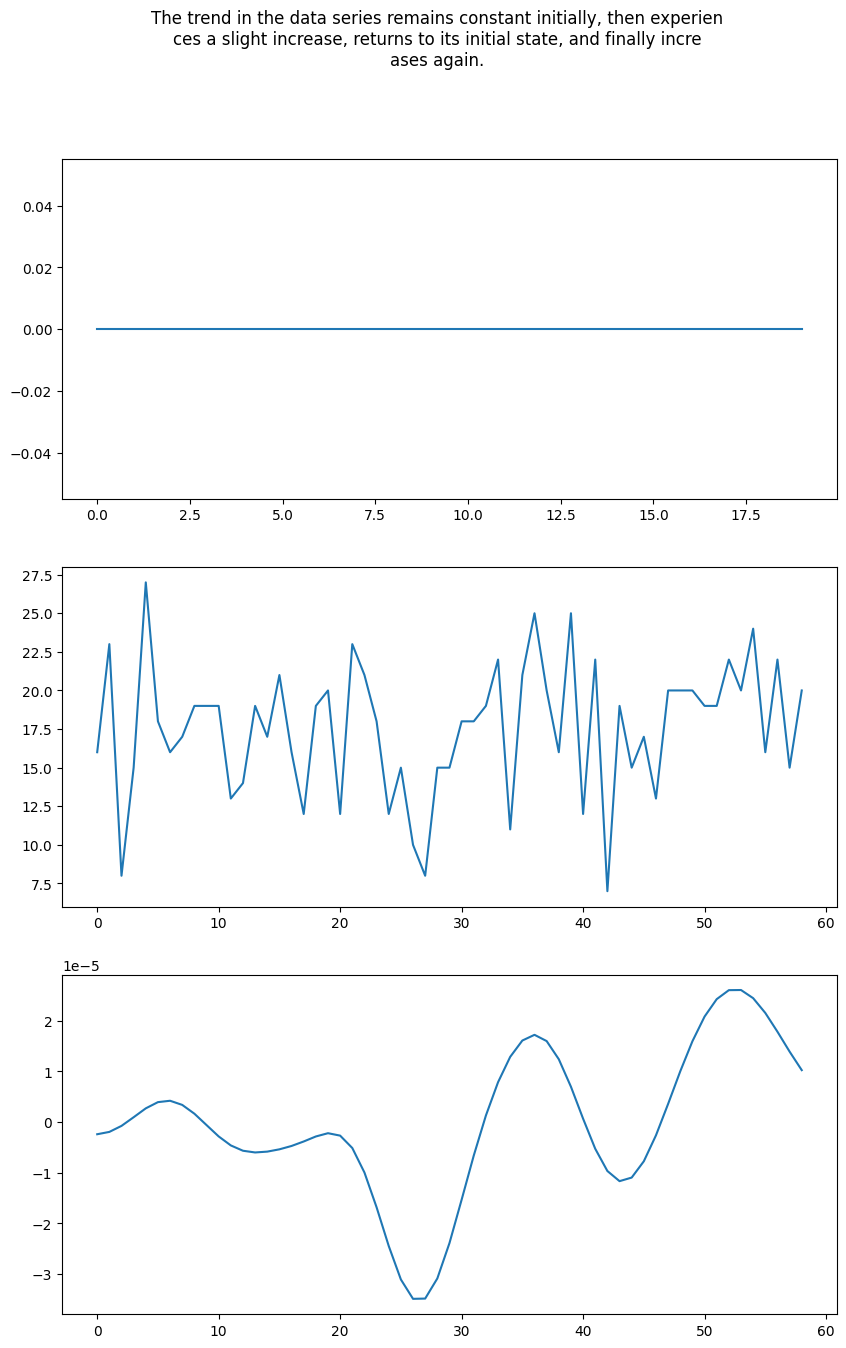 The trend in the data series remains constant initially, then experien
ces a slight increase, returns to its initial state, and finally incre
ases again.
0.04
0.02
0.00
−0.02
−0.04
0.0 2.5 5.0 7.5 10.0 12.5 15.0 17.5
27.5
25.0
22.5
20.0
17.5
15.0
12.5
10.0
7.5
0 10 20 30 40 50 60
1e−5
2
1
0
−1
−2
−3
0 10 20 30 40 50 60